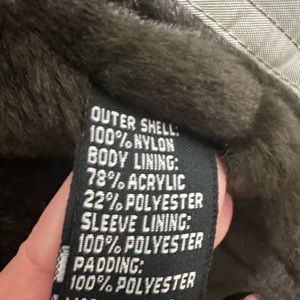 OUTER SHELL:
100% NYLON
BODY LINING:
78% ACRYLIC
22% POLYESTER
SLEEVE LINING:
100% POLYESTER
PADDING:
100% POLYESTER